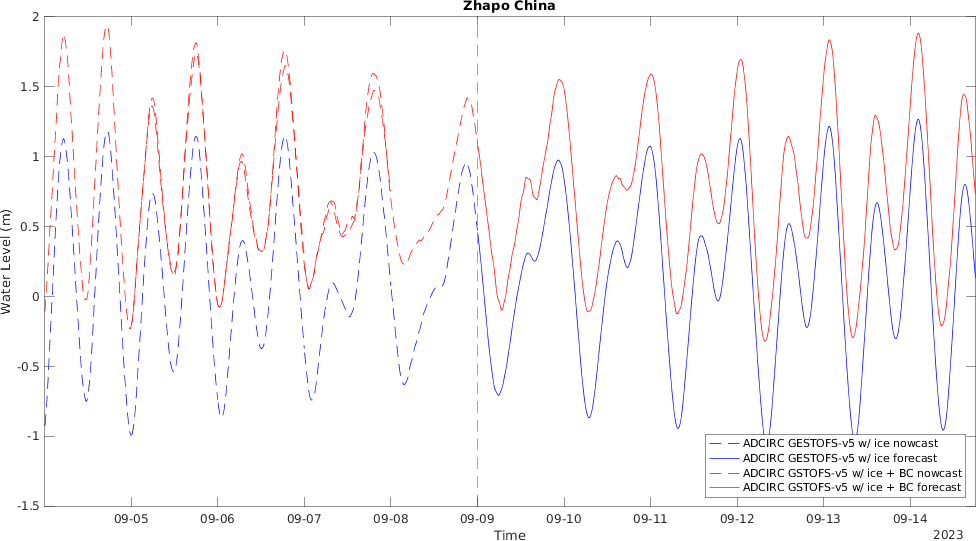 Zhapo China
2
1.5
1
0.5
0
-0.5
-1
-1.5
Water Level (m)
ADCIRC GESTOFS-v5 w/ ice nowcast
ADCIRC GESTOFS-v5 w/ ice forecast
ADCIRC GSTOFS-v5 w/ ice + BC nowcast
ADCIRC GSTOFS-v5 w/ ice + BC forecast
09-05 09-06 09-07 09-08 09-09 09-10 09-11 09-12 09-13 09-14
Time
2023